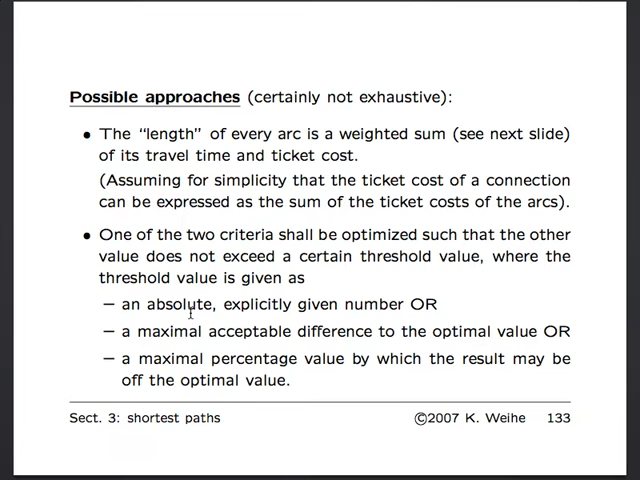 Possible approaches (certainly not exhaustive):
• The “length” of every arc is a weighted sum (see next slide)
of its travel time and ticket cost.
(Assuming for simplicity that the ticket cost of a connection
can be expressed as the sum of the ticket costs of the arcs).
• One of the two criteria shall be optimized such that the other
value does not exceed a certain threshold value, where the
threshold value is given as
– an absolute, explicitly given number OR
– a maximal acceptable difference to the optimal value OR
– a maximal percentage value by which the result may be
off the optimal value.
Sect. 3: shortest paths ©2007 K. Weihe 133